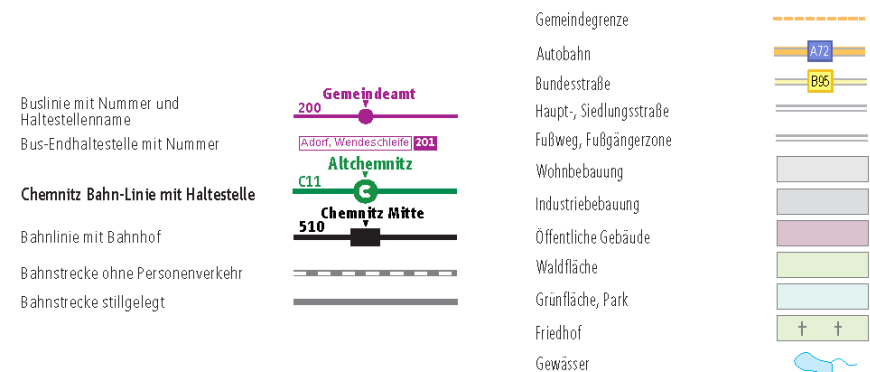 Buslinie mit Nummer und
Haltestellenname
Gemeindeamt
200
Bus-Endhaltestelle mit Nummer
Adorf, Wendeschleife 201
Chemnitz Bahn-Linie mit Haltestelle
Altchemnitz
C11
Bahnlinie mit Bahnhof
Chemnitz Mitte
510
Bahnstrecke ohne Personenverkehr
Bahnstrecke stillgelegt
Gemeindegrenze
Autobahn
A72
Bundesstraße
B95
Haupt-, Siedlungsstraße
Fußweg, Fußgängerzone
Wohnbebauung
Industriebebauung
Öffentliche Gebäude
Waldfläche
Grünfläche, Park
Friedhof
Gewässer